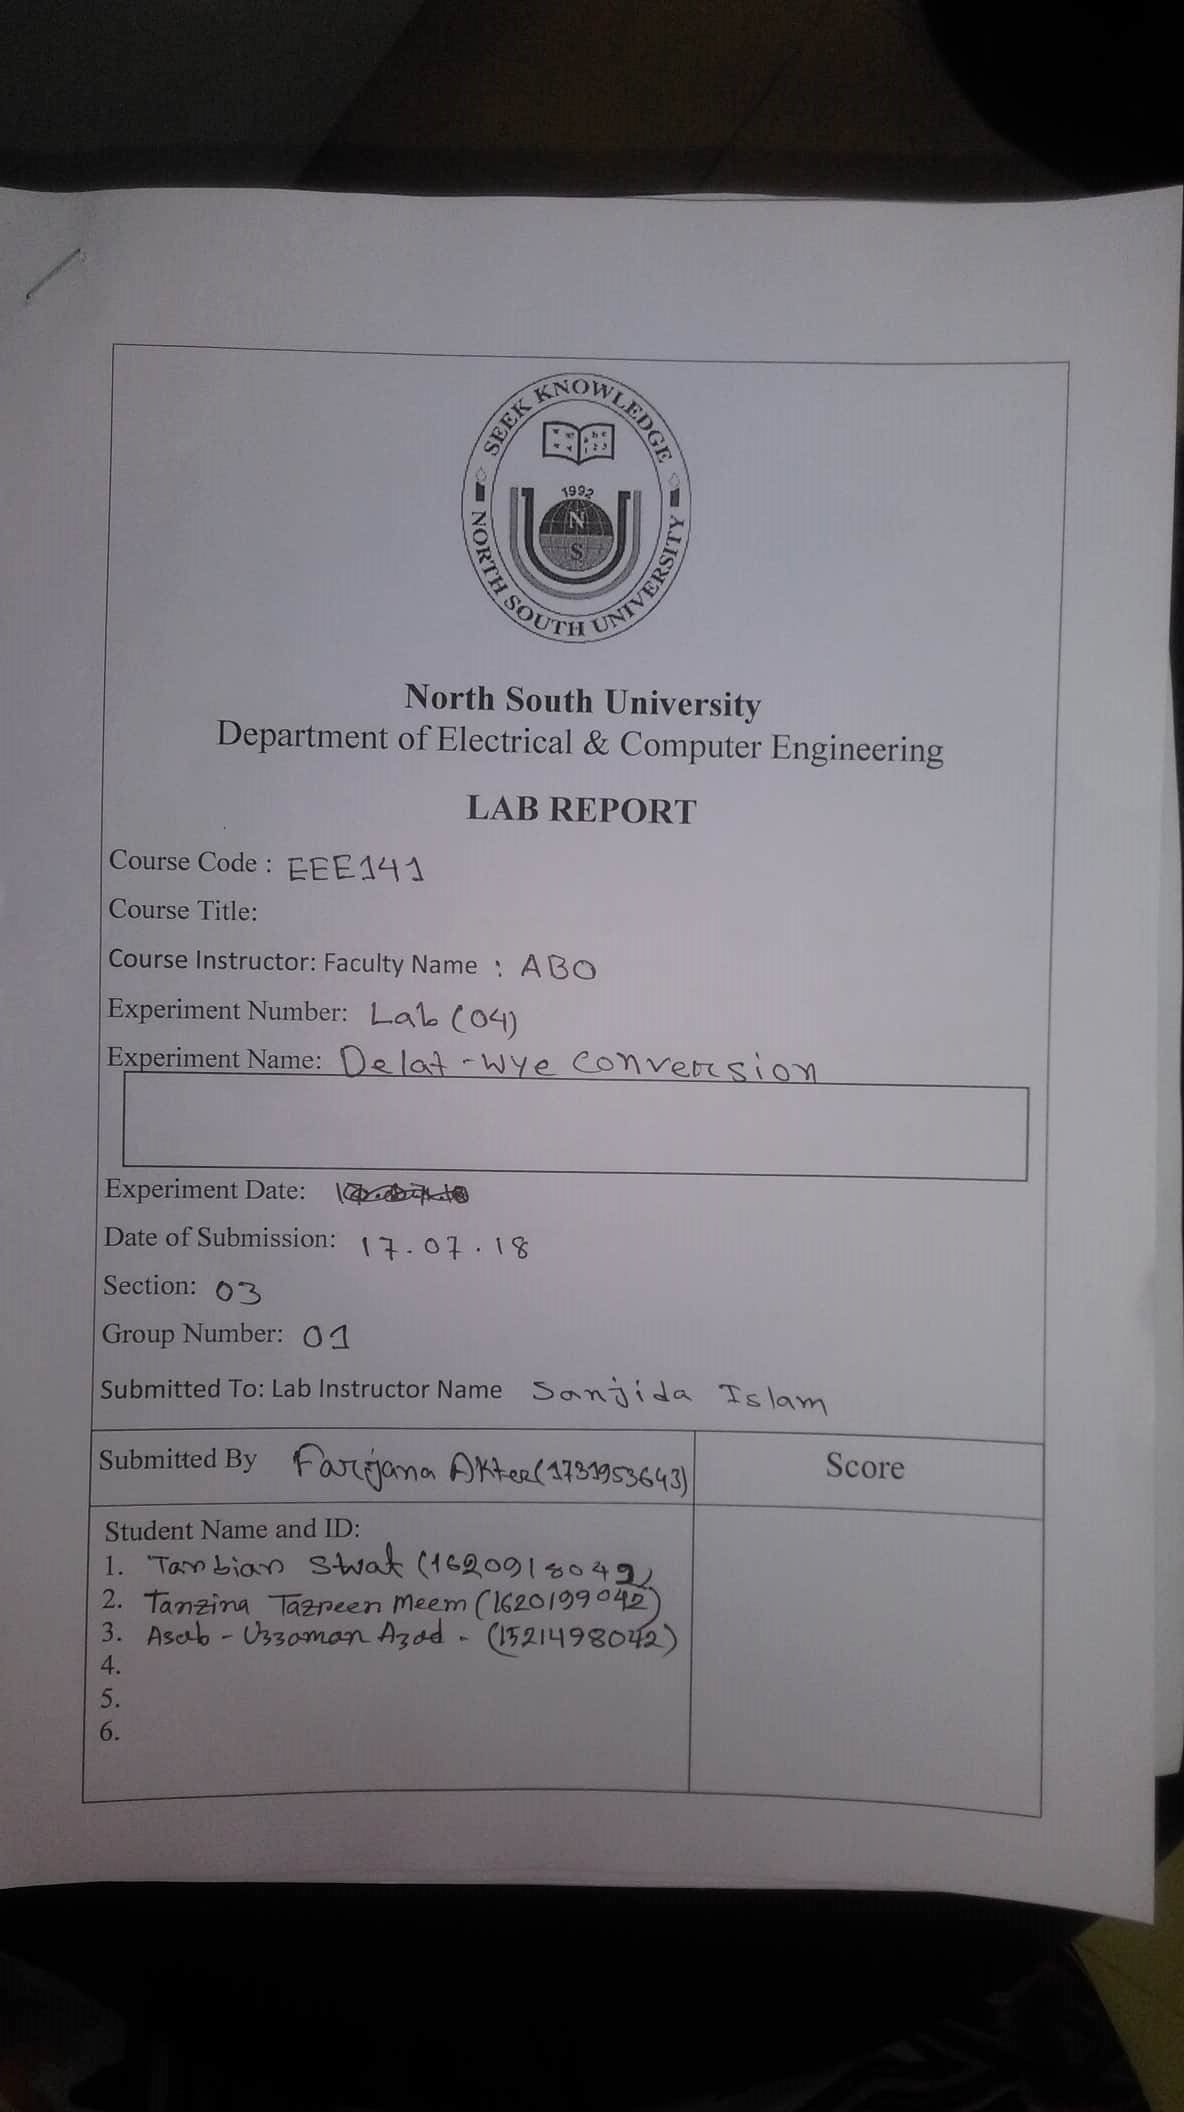 SEEK KNOWLEDGE
1992
N
S
NORTH SOUTH UNIVERSITY
North South University
Department of Electrical & Computer Engineering
LAB REPORT
Course Code : EEE141
Course Title:
Course Instructor: Faculty Name : ABO
Experiment Number: Lab (04)
Experiment Name: Delat-Wye Conversion
Experiment Date:
Date of Submission: 17.07.18
Section: 03
Group Number: 01
Submitted To: Lab Instructor Name Sanjida Islam
Submitted By Farijana Akter (1731953643)
Score
Student Name and ID:
1. Tanbian (1620918042)
2. Tanzina Tazreen Meem (1620199042)
3. Asab-Uzzaman Azad - (1521498042)
4.
5.
6.